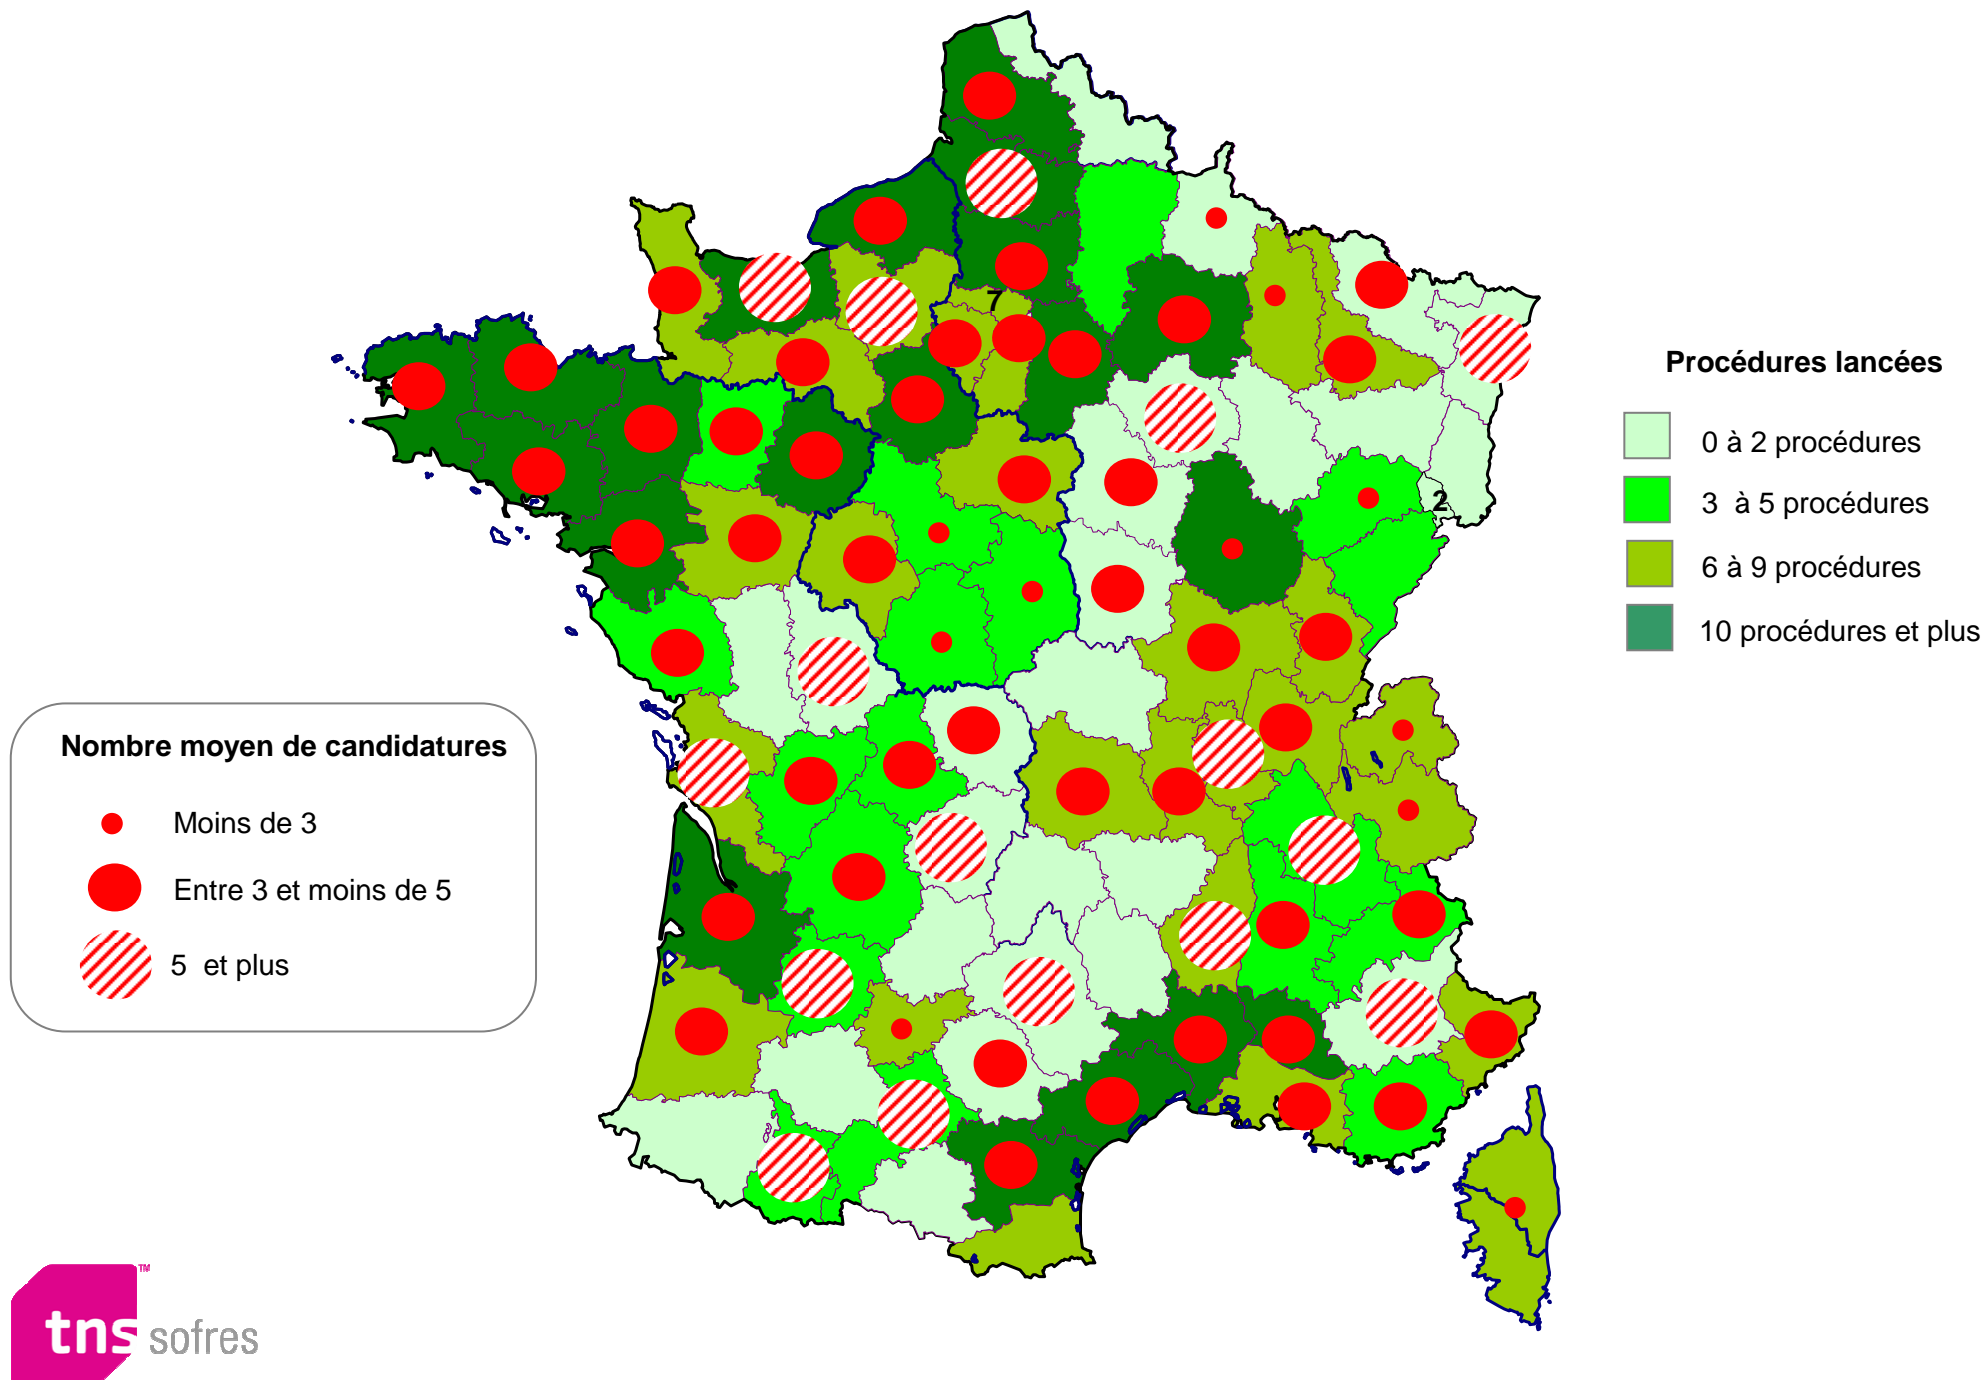 7
Procédures lancées
0 à 2 procédures
3 à 5 procédures
2
6 à 9 procédures
10 procédures et plus
Nombre moyen de candidatures
Moins de 3
Entre 3 et moins de 5
5 et plus
tns sofres
TM